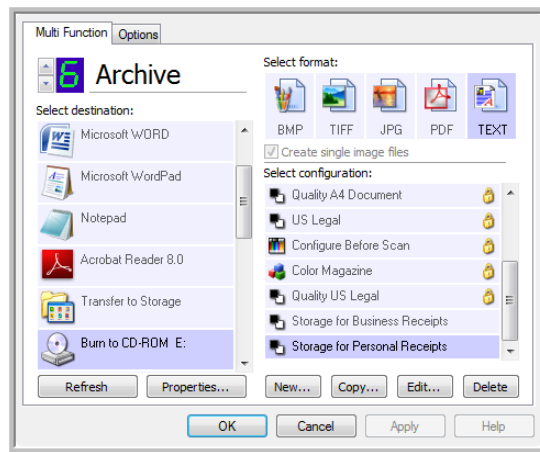 Multi Function
Options
6
Archive
Select destination:
Microsoft WORD
Microsoft WordPad
Notepad
Acrobat Reader 8.0
Transfer to Storage
Burn to CD-ROM E:
Refresh
Properties...
Select format:
BMP
TIFF
JPG
PDF
TEXT
Create single image files
Select configuration:
Quality A4 Document
US Legal
Configure Before Scan
Color Magazine
Quality US Legal
Storage for Business Receipts
Storage for Personal Receipts
New...
Copy...
Edit...
Delete
OK
Cancel
Apply
Help